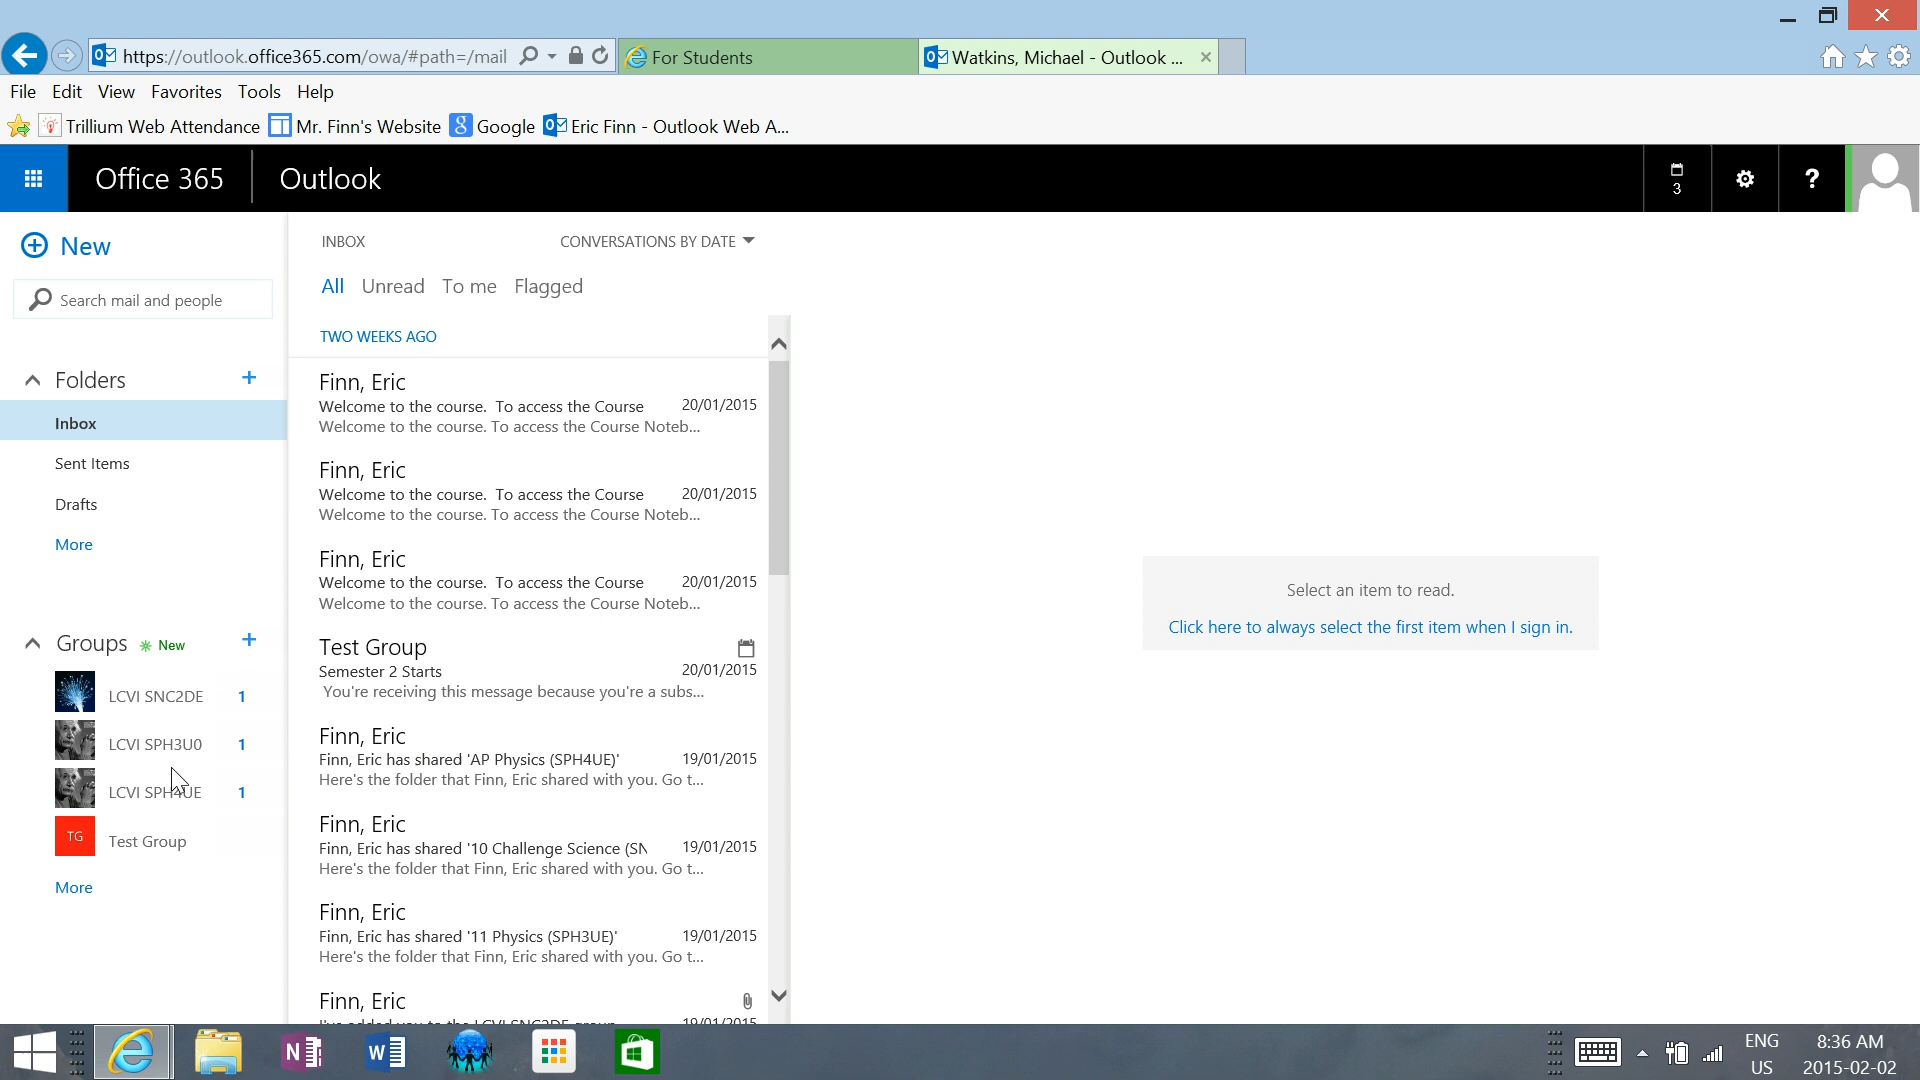 https://outlook.office365.com/owa/#path=/mail
For Students
Watkins, Michael - Outlook ...
File Edit View Favorites Tools Help
Trillium Web Attendance
Mr. Finn's Website
Google
Eric Finn - Outlook Web A...
Office 365
Outlook
3
?
New
Search mail and people
Folders
Inbox
Sent Items
Drafts
More
Groups New
LCVI SNC2DE 1
LCVI SPH3U0 1
LCVI SPH4UE 1
TG Test Group
More
INBOX
CONVERSATIONS BY DATE
All Unread To me Flagged
TWO WEEKS AGO
Finn, Eric
Welcome to the course. To access the Course 20/01/2015
Welcome to the course. To access the Course Noteb...
Finn, Eric
Welcome to the course. To access the Course 20/01/2015
Welcome to the course. To access the Course Noteb...
Finn, Eric
Welcome to the course. To access the Course 20/01/2015
Welcome to the course. To access the Course Noteb...
Test Group
Semester 2 Starts 20/01/2015
You're receiving this message because you're a subs...
Finn, Eric
Finn, Eric has shared 'AP Physics (SPH4UE)' 19/01/2015
Here's the folder that Finn, Eric shared with you. Go t...
Finn, Eric
Finn, Eric has shared '10 Challenge Science (SN 19/01/2015
Here's the folder that Finn, Eric shared with you. Go t...
Finn, Eric
Finn, Eric has shared '11 Physics (SPH3UE)' 19/01/2015
Here's the folder that Finn, Eric shared with you. Go t...
Finn, Eric
I've added you to the LCVI SNC2DE group 19/01/2015
Select an item to read.
Click here to always select the first item when I sign in.
ENG
US
8:36 AM
2015-02-02